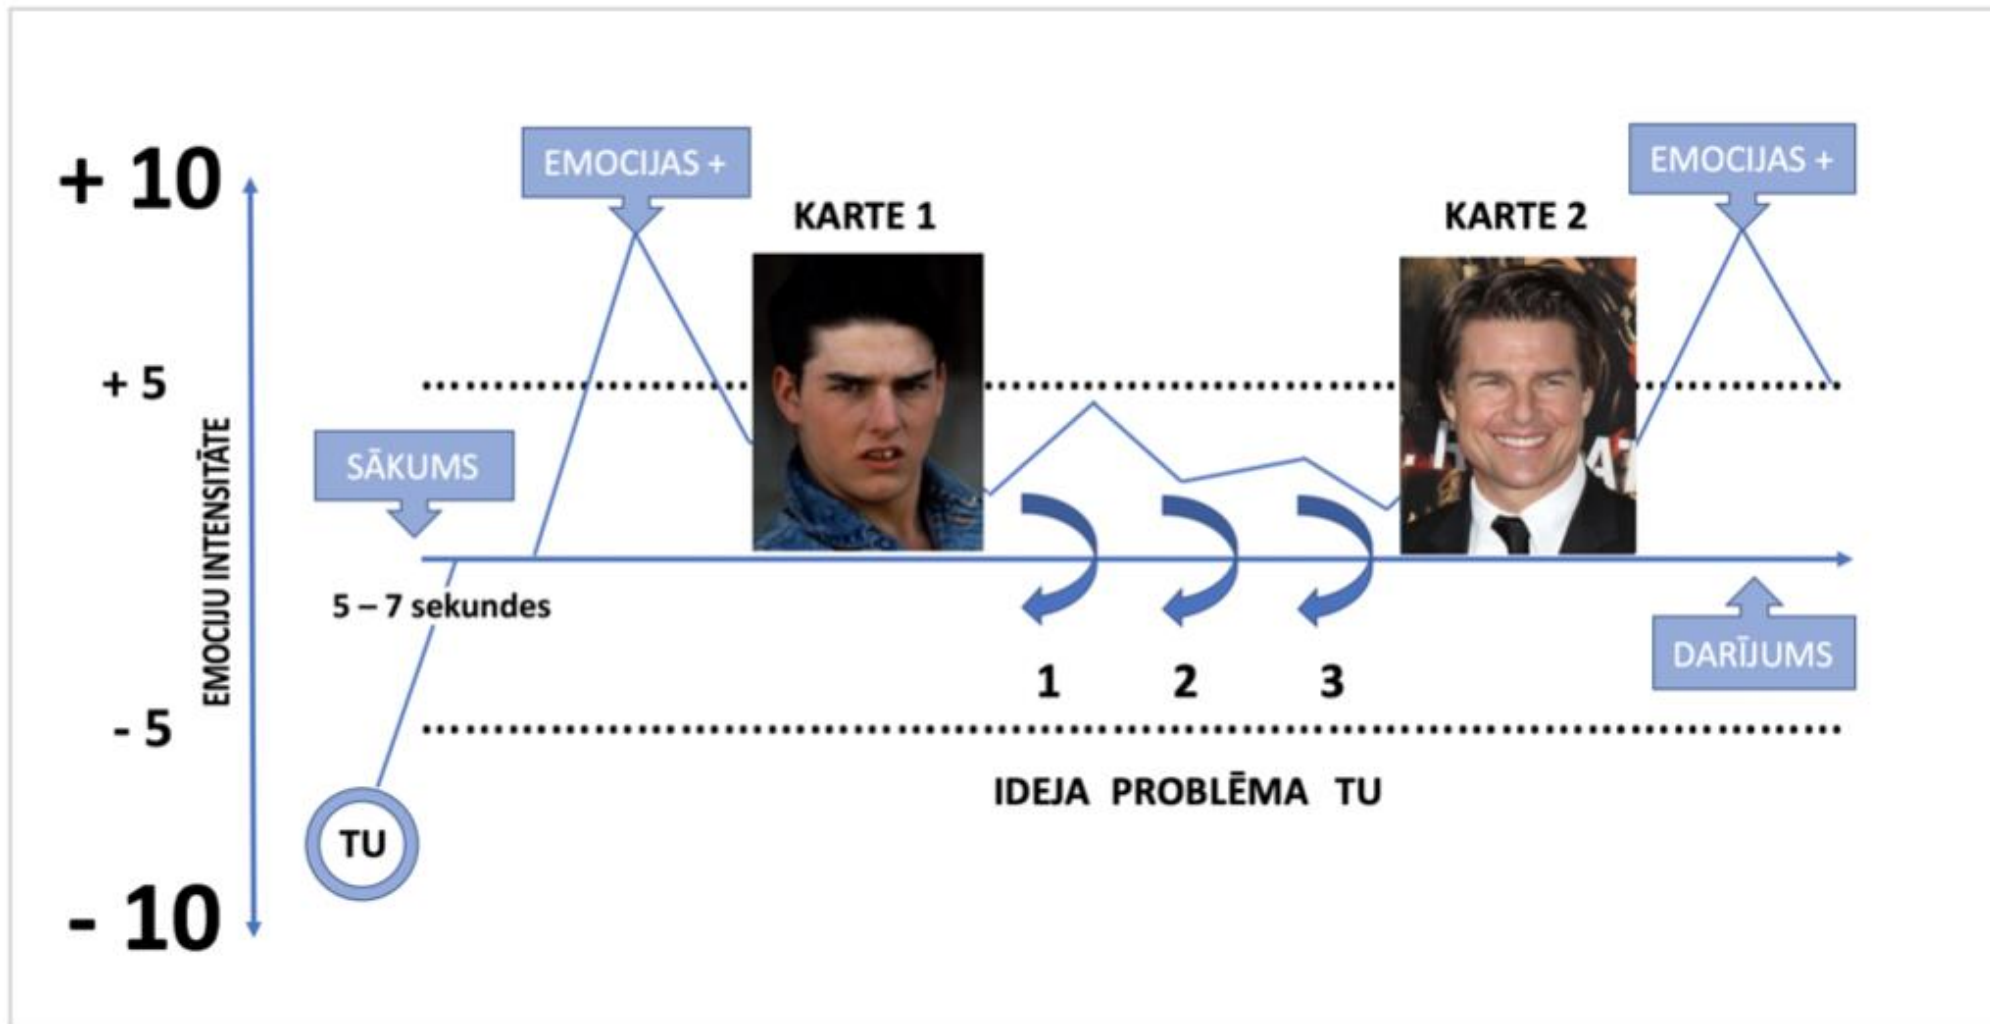 + 10
EMOCIJAS +
EMOCIJAS +
KARTE 1
KARTE 2
+ 5
SĀKUMS
EMOCIJU INTENSITĀTE
5 – 7 sekundes
DARĪJUMS
1 2 3
- 5
IDEJA PROBLĒMA TU
TU
- 10